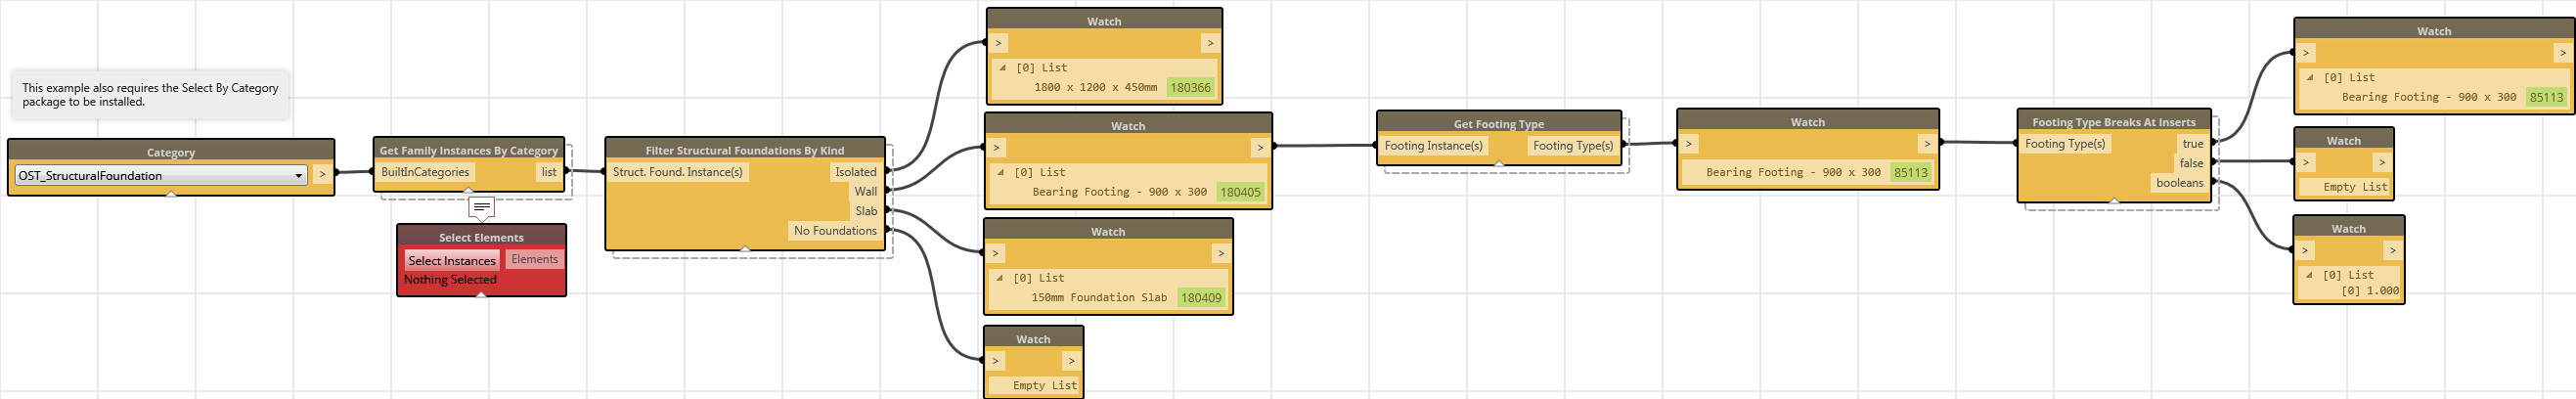 This example also requires the Select By Category
package to be installed.
Category
OST_StructuralFoundation >
Get Family Instances By Category
BuiltInCategories list
Select Elements
Select Instances Elements
Nothing Selected
Filter Structural Foundations By Kind
Struct. Found. Instance(s) Isolated
Wall
Slab
No Foundations
Watch
> >
[0] List
1800 x 1200 x 450mm 180366
Watch
> >
[0] List
Bearing Footing - 900 x 300 180405
Watch
> >
[0] List
150mm Foundation Slab 180409
Watch
> >
Empty List
Get Footing Type
Footing Instance(s) Footing Type(s)
Watch
> >
Bearing Footing - 900 x 300 85113
Footing Type Breaks At Inserts
Footing Type(s) true
false
booleans
Watch
> >
[0] List
Bearing Footing - 900 x 300 85113
Watch
> >
Empty List
Watch
> >
[0] List
[0] 1.000